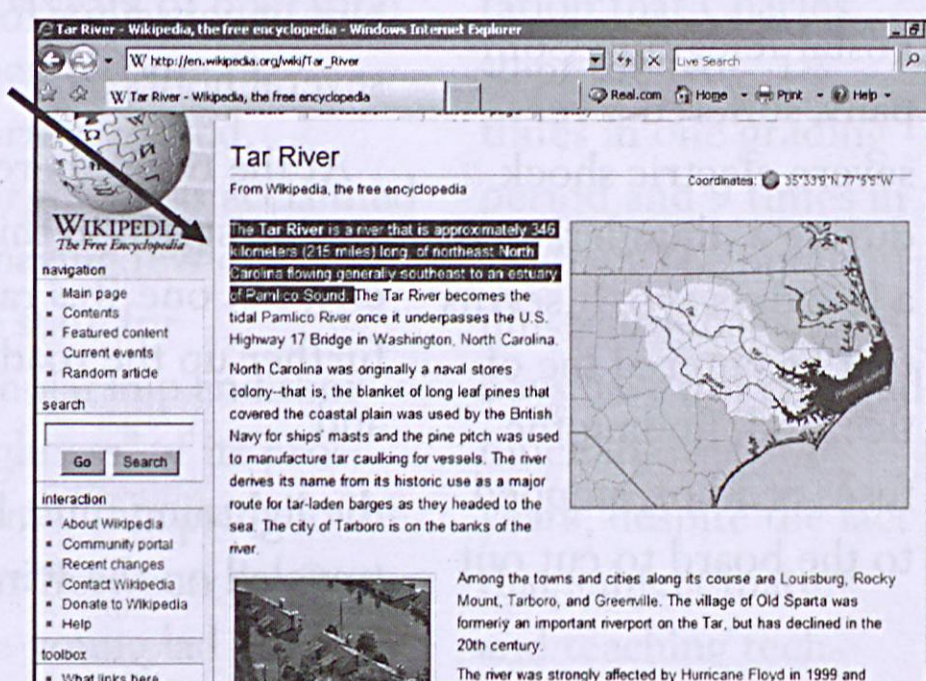 Tar River - Wikipedia, the free encyclopedia - Windows Internet Explorer
W http://en.wikipedia.org/wiki/Tar_River
Live Search
W Tar River - Wikipedia, the free encyclopedia
Real.com
Home
Print
Help
WIKIPEDIA
The Free Encyclopedia
navigation
Main page
Contents
Featured content
Current events
Random article
search
Go
Search
interaction
About Wikipedia
Community portal
Recent changes
Contact Wikipedia
Donate to Wikipedia
Help
toolbox
What links here
Tar River
From Wikipedia, the free encyclopedia
Coordinates: 35°33'9"N 77°5'5"W
The Tar River is a river that is approximately 346
kilometers (215 miles) long, of northeast North
Carolina flowing generally southeast to an estuary
of Pamlico Sound. The Tar River becomes the
tidal Pamlico River once it underpasses the U.S.
Highway 17 Bridge in Washington, North Carolina.
North Carolina was originally a naval stores
colony--that is, the blanket of long leaf pines that
covered the coastal plain was used by the British
Navy for ships' masts and the pine pitch was used
to manufacture tar caulking for vessels. The river
derives its name from its historic use as a major
route for tar-laden barges as they headed to the
sea. The city of Tarboro is on the banks of the
river.
Among the towns and cities along its course are Louisburg, Rocky
Mount, Tarboro, and Greenville. The village of Old Sparta was
formerly an important riverport on the Tar, but has declined in the
20th century.
The river was strongly affected by Hurricane Floyd in 1999 and